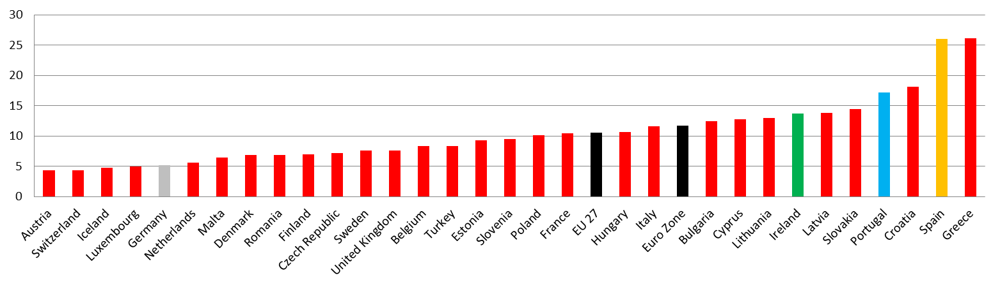 30
25
20
15
10
5
0
Austria
Switzerland
Iceland
Luxembourg
Germany
Netherlands
Malta
Denmark
Romania
Finland
Czech Republic
Sweden
United Kingdom
Belgium
Turkey
Estonia
Slovenia
Poland
France
EU 27
Hungary
Italy
Euro Zone
Bulgaria
Cyprus
Lithuania
Ireland
Latvia
Slovakia
Portugal
Croatia
Spain
Greece